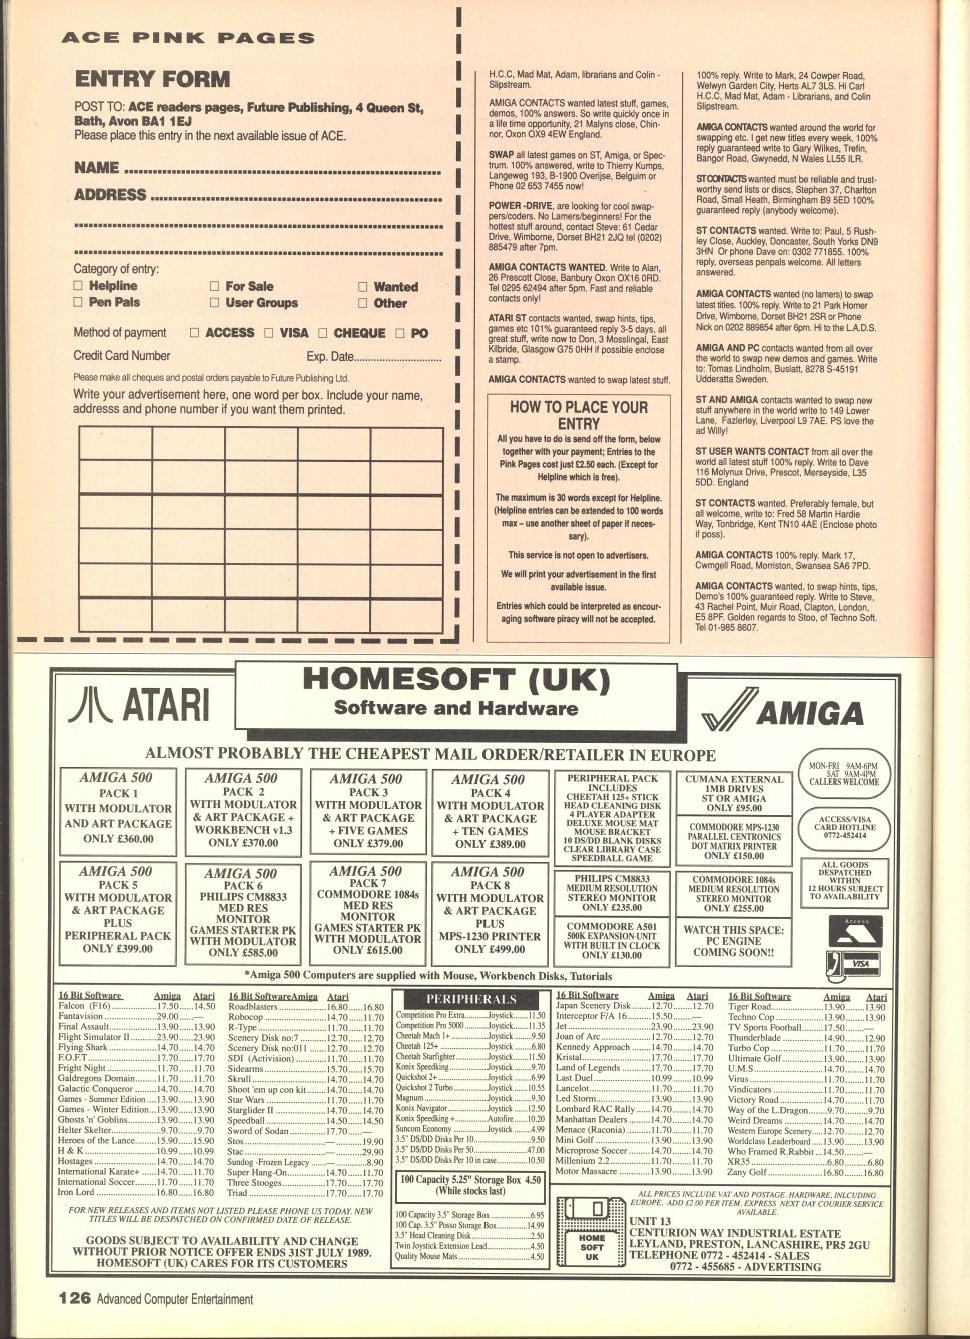 ACE PINK PAGES
ENTRY FORM
POST TO: ACE readers pages, Future Publishing, 4 Queen St,
Bath, Avon BA1 1EJ
Please place this entry in the next available issue of ACE.
NAME
ADDRESS
Category of entry:
Helpline For Sale Wanted
Pen Pals User Groups Other
Method of payment ACCESS VISA CHEQUE PO
Credit Card Number Exp. Date
Please make all cheques and postal orders payable to Future Publishing Ltd.
Write your advertisement here, one word per box. Include your name,
addresss and phone number if you want them printed.
H.C.C, Mad Mat, Adam, librarians and Colin -
Slipstream.
AMIGA CONTACTS wanted latest stuff, games,
demos, 100% answers. So write quickly once in
a life time opportunity, 21 Malyns close, Chin-
nor, Oxon OX9 4EW England.
SWAP all latest games on ST, Amiga, or Spec-
trum. 100% answered, write to Thierry Kumps,
Langeweg 193, B-1900 Overijse, Belguim or
Phone 02 653 7455 now!
POWER -DRIVE, are looking for cool swap-
pers/coders. No Lamers/beginners! For the
hottest stuff around, contact Steve: 61 Cedar
Drive, Wimborne, Dorset BH21 2JQ tel (0202)
885479 after 7pm.
AMIGA CONTACTS WANTED. Write to Alan,
26 Prescott Close, Banbury Oxon OX16 0RD.
Tel 0295 62494 after 5pm. Fast and reliable
contacts only!
ATARI ST contacts wanted, swap hints, tips,
games etc 101% guaranteed reply 3-5 days, all
great stuff, write now to Don, 3 Mosslingal, East
Kilbride, Glasgow G75 0HH if possible enclose
a stamp.
AMIGA CONTACTS wanted to swap latest stuff.
HOW TO PLACE YOUR
ENTRY
All you have to do is send off the form, below
together with your payment; Entries to the
Pink Pages cost just £2.50 each. (Except for
Helpline which is free).
The maximum is 30 words except for Helpline.
(Helpline entries can be extended to 100 words
max – use another sheet of paper if neces-
sary).
This service is not open to advertisers.
We will print your advertisement in the first
available issue.
Entries which could be interpreted as encour-
aging software piracy will not be accepted.
100% reply. Write to Mark, 24 Cowper Road,
Welwyn Garden City, Herts AL7 3LS. Hi Carl
H.C.C, Mad Mat, Adam - Librarians, and Colin
Slipstream.
AMIGA CONTACTS wanted around the world for
swapping etc. I get new titles every week. 100%
reply guaranteed write to Gary Wilkes, Trefin,
Bangor Road, Gwynedd, N Wales LL55 ILR.
ST CONTACTS wanted must be reliable and trust-
worthy send lists or discs, Stephen 37, Charlton
Road, Small Heath, Birmingham B9 5ED 100%
guaranteed reply (anybody welcome).
ST CONTACTS wanted. Write to: Paul, 5 Rush-
ley Close, Auckley, Doncaster, South Yorks DN9
3HN Or phone Dave on: 0302 771855. 100%
reply, overseas penpals welcome. All letters
answered.
AMIGA CONTACTS wanted (no lamers) to swap
latest titles. 100% reply. Write to 21 Park Homer
Drive, Wimborne, Dorset BH21 2SR or Phone
Nick on 0202 889854 after 6pm. Hi to the L.A.D.S.
AMIGA AND PC contacts wanted from all over
the world to swap new demos and games. Write
to: Tomas Lindholm, Buslatt, 8278 S-45191
Udderatta Sweden.
ST AND AMIGA contacts wanted to swap new
stuff anywhere in the world write to 149 Lower
Lane, Fazlerley, Liverpool L9 7AE. PS love the
ad Willy!
ST USER WANTS CONTACT from all over the
world all latest stuff 100% reply. Write to Dave
116 Molynux Drive, Prescot, Merseyside, L35
5DD. England
ST CONTACTS wanted. Preferably female, but
all welcome, write to: Fred 58 Martin Hardie
Way, Tonbridge, Kent TN10 4AE (Enclose photo
if poss).
AMIGA CONTACTS 100% reply. Mark 17,
Cwmgell Road, Morriston, Swansea SA6 7PD.
AMIGA CONTACTS wanted, to swap hints, tips,
Demo's 100% guaranteed reply. Write to Steve,
43 Rachel Point, Muir Road, Clapton, London,
E5 8PF. Golden regards to Stoo, of Techno Soft.
Tel 01-985 8607.
ATARI
HOMESOFT (UK)
Software and Hardware
AMIGA
ALMOST PROBABLY THE CHEAPEST MAIL ORDER/RETAILER IN EUROPE
AMIGA 500
PACK 1
WITH MODULATOR
AND ART PACKAGE
ONLY £360.00
AMIGA 500
PACK 2
WITH MODULATOR
& ART PACKAGE +
WORKBENCH v1.3
ONLY £370.00
AMIGA 500
PACK 3
WITH MODULATOR
& ART PACKAGE
+ FIVE GAMES
ONLY £379.00
AMIGA 500
PACK 4
WITH MODULATOR
& ART PACKAGE
+ TEN GAMES
ONLY £389.00
PERIPHERAL PACK
INCLUDES
CHEETAH 125+ STICK
HEAD CLEANING DISK
4 PLAYER ADAPTER
DELUXE MOUSE MAT
MOUSE BRACKET
10 DS/DD BLANK DISKS
CLEAR LIBRARY CASE
SPEEDBALL GAME
CUMANA EXTERNAL
1MB DRIVES
ST OR AMIGA
ONLY £95.00
COMMODORE MPS-1230
PARALLEL CENTRONICS
DOT MATRIX PRINTER
ONLY £150.00
MON-FRI 9AM-6PM
SAT 9AM-4PM
CALLERS WELCOME
ACCESS/VISA
CARD HOTLINE
0772-452414
AMIGA 500
PACK 5
WITH MODULATOR
& ART PACKAGE
PLUS
PERIPHERAL PACK
ONLY £399.00
AMIGA 500
PACK 6
PHILIPS CM8833
MED RES
MONITOR
GAMES STARTER PK
WITH MODULATOR
ONLY £585.00
AMIGA 500
PACK 7
COMMODORE 1084s
MED RES
MONITOR
GAMES STARTER PK
WITH MODULATOR
ONLY £615.00
AMIGA 500
PACK 8
WITH MODULATOR
& ART PACKAGE
PLUS
MPS-1230 PRINTER
ONLY £499.00
PHILIPS CM8833
MEDIUM RESOLUTION
STEREO MONITOR
ONLY £235.00
COMMODORE A501
500K EXPANSION-UNIT
WITH BUILT IN CLOCK
ONLY £130.00
COMMODORE 1084s
MEDIUM RESOLUTION
STEREO MONITOR
ONLY £255.00
WATCH THIS SPACE:
PC ENGINE
COMING SOON!!
ALL GOODS
DESPATCHED
WITHIN
12 HOURS SUBJECT
TO AVAILABILITY
Access
VISA
*Amiga 500 Computers are supplied with Mouse, Workbench Disks, Tutorials
16 Bit Software Amiga Atari
Falcon (F16) 17.50 14.50
Fantavision 29.00 —
Final Assault 13.90 13.90
Flight Simulator II 23.90 23.90
Flying Shark 14.70 14.70
F.O.F.T 17.70 17.70
Fright Night 11.70 11.70
Galdregons Domain 11.70 11.70
Galactic Conqueror 14.70 14.70
Games - Summer Edition 13.90 13.90
Games - Winter Edition 13.90 13.90
Ghosts 'n' Goblins 13.90 13.90
Helter Skelter 9.70 9.70
Heroes of the Lance 15.90 15.90
H & K 10.99 10.99
Hostages 14.70 14.70
International Karate+ 11.70 11.70
International Soccer 11.70 11.70
Iron Lord 16.80 16.80
16 Bit Software Amiga Atari
Roadblasters 16.80 16.80
Robocop 14.70 11.70
R-Type 11.70 11.70
Scenery Disk no:7 12.70 12.70
Scenery Disk no:011 12.70 12.70
SDI (Activision) 11.70 11.70
Sidearms 15.70 15.70
Skrull 14.70 14.70
Shoot 'em up con kit 14.70 14.70
Star Wars 11.70 11.70
Starglider II 14.70 14.70
Speedball 14.50 14.50
Sword of Sodan 17.70 —
Stos — 19.90
Stac — 29.90
Sundog -Frozen Legacy — 8.90
Super Hang-On 14.70 11.70
Three Stooges 17.70 17.70
Triad 17.70 17.70
PERIPHERALS
Competition Pro Extra Joystick 11.50
Competition Pro 5000 Joystick 11.35
Cheetah Mach 1+ Joystick 9.50
Cheetah 125+ Joystick 6.80
Cheetah Starfighter Joystick 11.50
Konix Speedking Joystick 9.70
Quickshot 2+ Joystick 6.99
Quickshot 2 Turbo Joystick 10.55
Magnum Joystick 9.30
Konix Navigator Joystick 12.50
Konix Speedking + Autofire 10.20
Suncom Economy Joystick 4.99
3.5" DS/DD Disks Per 10 9.50
3.5" DS/DD Disks Per 50 47.00
3.5" DS/DD Disks Per 10 in case 10.50
100 Capacity 5.25" Storage Box 4.50
(While stocks last)
100 Capacity 3.5" Storage Box 6.95
100 Cap. 3.5" Posso Storage Box 14.99
3.5" Head Cleaning Disk 2.50
Twin Joystick Extension Lead 4.50
Quality Mouse Mats 4.50
16 Bit Software Amiga Atari
Japan Scenery Disk 12.70 12.70
Interceptor F/A 16 15.50 —
Jet 23.90 23.90
Joan of Arc 12.70 12.70
Kennedy Approach 14.70 14.70
Kristal 17.70 17.70
Land of Legends 17.70 17.70
Last Duel 10.99 10.99
Lancelot 11.70 11.70
Led Storm 13.90 13.90
Lombard RAC Rally 14.70 14.70
Manhattan Dealers 14.70 14.70
Menace (Raconia) 11.70 11.70
Mini Golf 13.90 13.90
Microprose Soccer 14.70 14.70
Millenium 2.2 11.70 11.70
Motor Massacre 13.90 13.90
16 Bit Software Amiga Atari
Tiger Road 13.90 13.90
Techno Cop 13.90 13.90
TV Sports Football 17.50 —
Thunderblade 14.90 12.90
Turbo Cop 11.70 11.70
Ultimate Golf 13.90 13.90
U.M.S 14.70 14.70
Virus 11.70 11.70
Vindicators 11.70 11.70
Victory Road 14.70 14.70
Way of the L.Dragon 9.70 9.70
Weird Dreams 14.70 14.70
Western Europe Scenery 12.70 12.70
Worldclass Leaderboard 13.90 13.90
Who Framed R.Rabbit 14.50 —
XR35 6.80 6.80
Zany Golf 16.80 16.80
FOR NEW RELEASES AND ITEMS NOT LISTED PLEASE PHONE US TODAY. NEW
TITLES WILL BE DESPATCHED ON CONFIRMED DATE OF RELEASE.
GOODS SUBJECT TO AVAILABILITY AND CHANGE
WITHOUT PRIOR NOTICE OFFER ENDS 31ST JULY 1989.
HOMESOFT (UK) CARES FOR ITS CUSTOMERS
HOME
SOFT
UK
ALL PRICES INCLUDE VAT AND POSTAGE. HARDWARE, INLCUDING
EUROPE. ADD £2.00 PER ITEM. EXPRESS NEXT DAY COURIER SERVICE
AVAILABLE.
UNIT 13
CENTURION WAY INDUSTRIAL ESTATE
LEYLAND, PRESTON, LANCASHIRE, PR5 2GU
TELEPHONE 0772 - 452414 - SALES
0772 - 455685 - ADVERTISING
126 Advanced Computer Entertainment